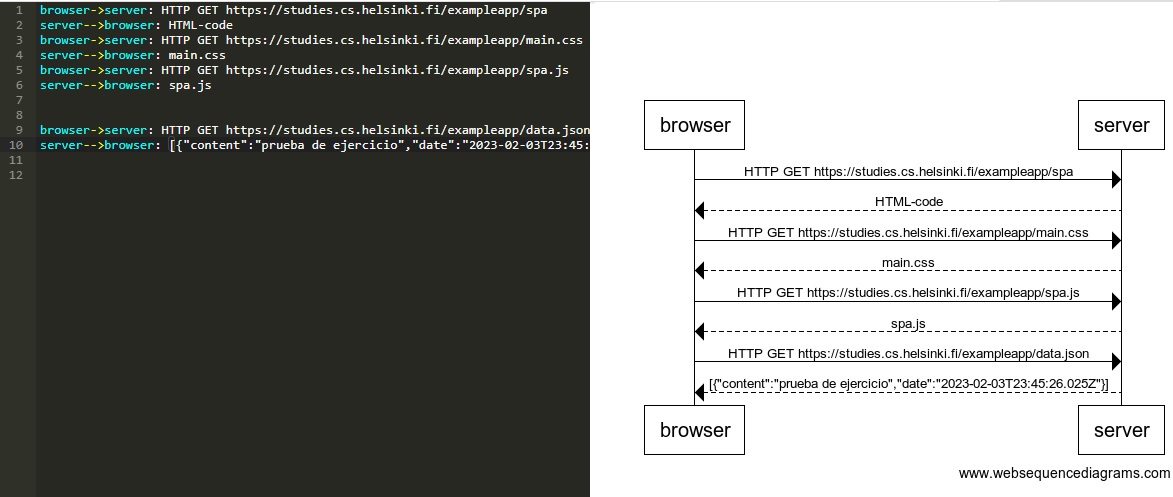 1 browser->server: HTTP GET https://studies.cs.helsinki.fi/exampleapp/spa
2 server-->browser: HTML-code
3 browser->server: HTTP GET https://studies.cs.helsinki.fi/exampleapp/main.css
4 server-->browser: main.css
5 browser->server: HTTP GET https://studies.cs.helsinki.fi/exampleapp/spa.js
6 server-->browser: spa.js
7
8
9 browser->server: HTTP GET https://studies.cs.helsinki.fi/exampleapp/data.json
10 server-->browser: [{"content":"prueba de ejercicio","date":"2023-02-03T23:45:
11
12
browser server
HTTP GET https://studies.cs.helsinki.fi/exampleapp/spa
HTML-code
HTTP GET https://studies.cs.helsinki.fi/exampleapp/main.css
main.css
HTTP GET https://studies.cs.helsinki.fi/exampleapp/spa.js
spa.js
HTTP GET https://studies.cs.helsinki.fi/exampleapp/data.json
[{"content":"prueba de ejercicio","date":"2023-02-03T23:45:26.025Z"}]
browser server
www.websequencediagrams.com